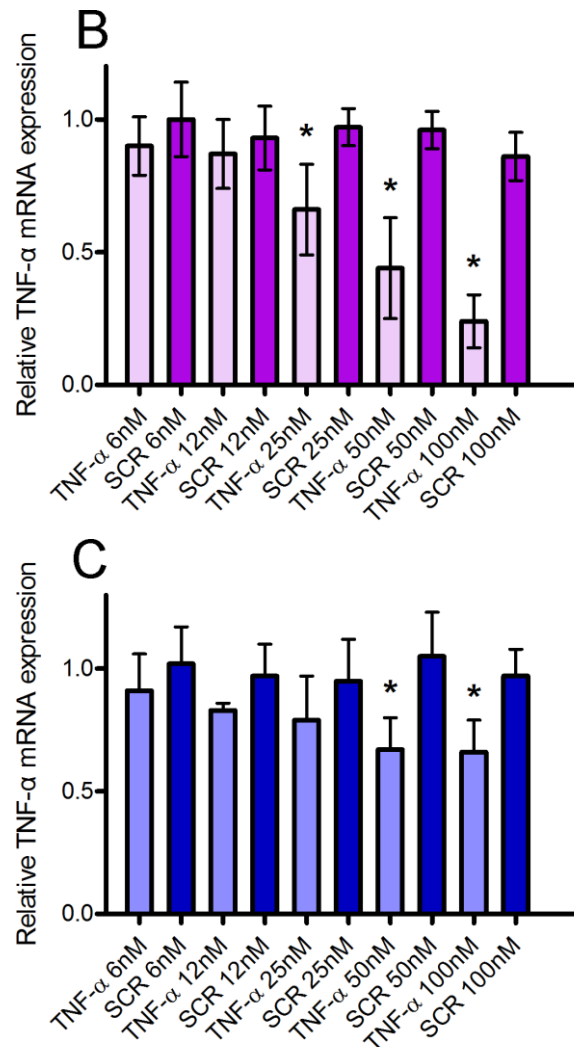 B
Relative TNF-α mRNA expression
1.0
0.5
0.0
*
*
*
TNF-α 6nM
SCR 6nM
TNF-α 12nM
SCR 12nM
TNF-α 25nM
SCR 25nM
TNF-α 50nM
SCR 50nM
TNF-α 100nM
SCR 100nM
C
Relative TNF-α mRNA expression
1.0
0.5
0.0
*
*
TNF-α 6nM
SCR 6nM
TNF-α 12nM
SCR 12nM
TNF-α 25nM
SCR 25nM
TNF-α 50nM
SCR 50nM
TNF-α 100nM
SCR 100nM